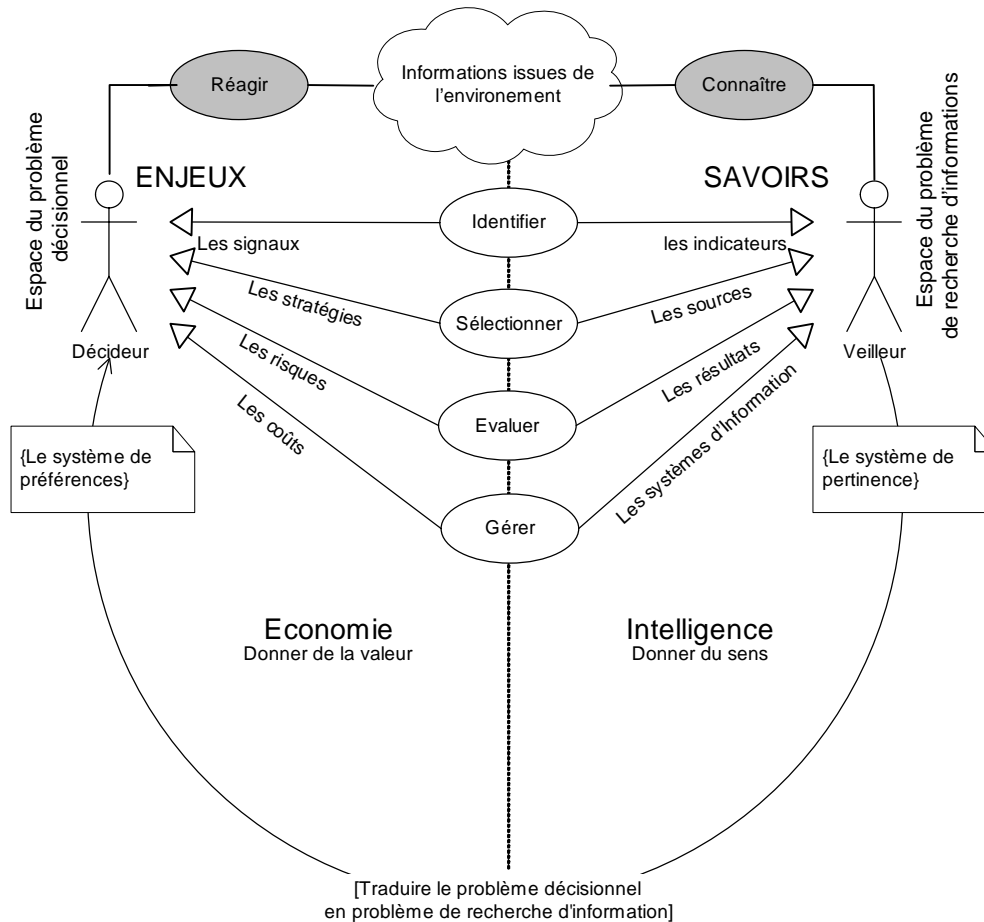 Réagir
Informations issues de
l'environement
Connaître
Espace du problème
décisionnel
ENJEUX
SAVOIRS
Espace du problème
de recherche d'informations
Identifier
Les signaux
les indicateurs
Les stratégies
Sélectionner
Les sources
Décideur
Veilleur
Les risques
Les résultats
Les coûts
Evaluer
Les systèmes d'Information
{Le système de
préférences}
{Le système de
pertinence}
Gérer
Economie
Donner de la valeur
Intelligence
Donner du sens
[Traduire le problème décisionnel
en problème de recherche d'information]